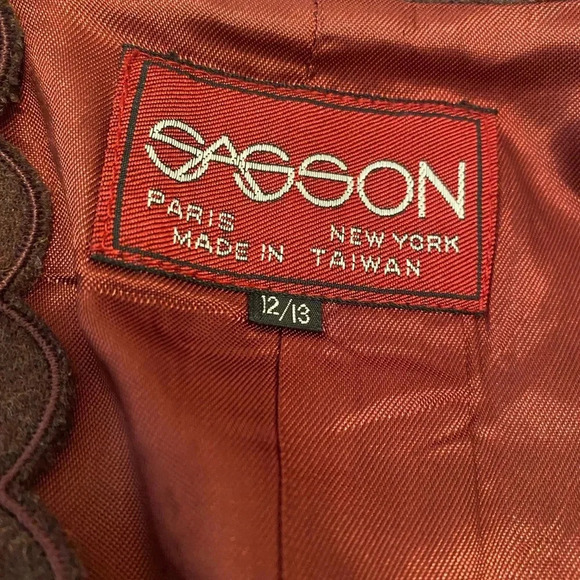 SASSON
PARIS NEW YORK
MADE IN TAIWAN
12/13